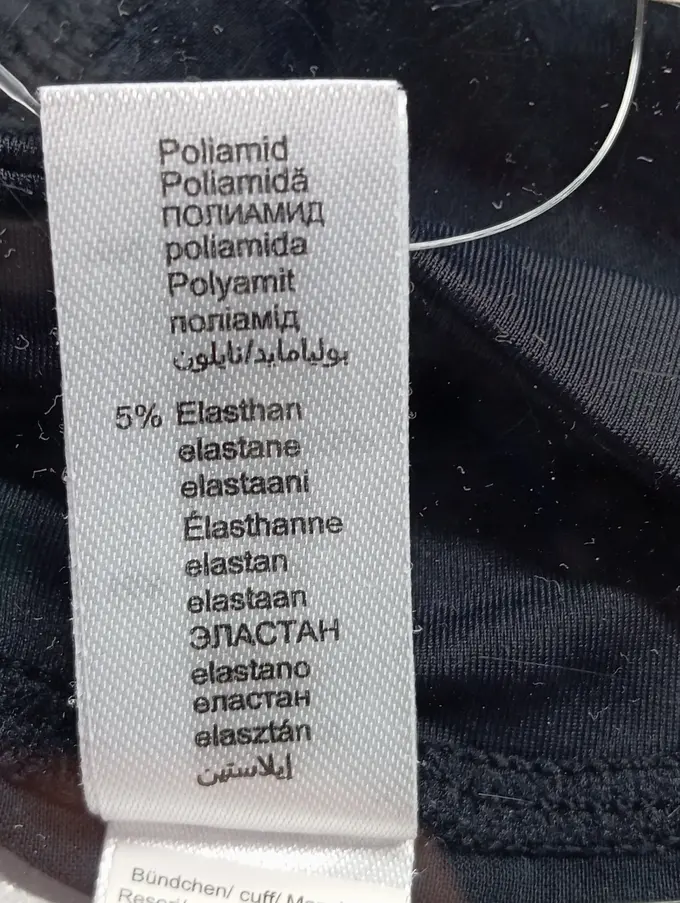 Poliamid
Poliamidă
ПОЛИАМИД
poliamida
Polyamit
поліамід
بوليامايد/نايلون
5% Elasthan
elastane
elastaani
Élasthanne
elastan
elastaan
ЭЛАСТАН
elastano
еластан
elasztán
إيلاستين
Bündchen/ cuff/